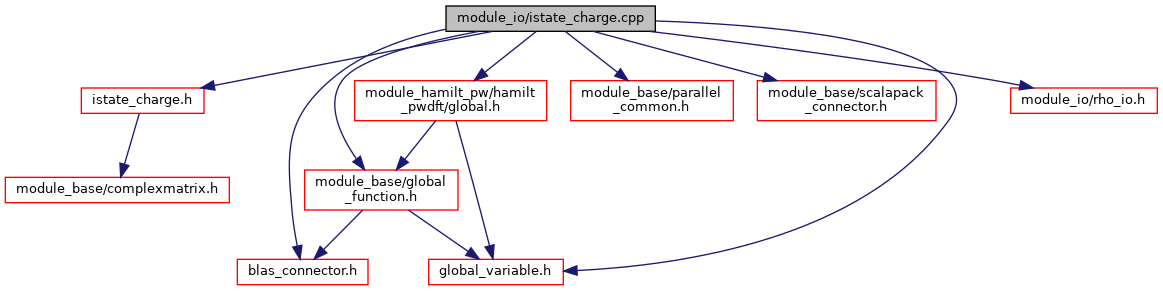 module_io/istate_charge.cpp
istate_charge.h
module_hamilt_pw/hamilt
_pwdft/global.h
module_base/parallel
_common.h
module_base/scalapack
_connector.h
module_io/rho_io.h
module_base/complexmatrix.h
module_base/global
_function.h
blas_connector.h
global_variable.h